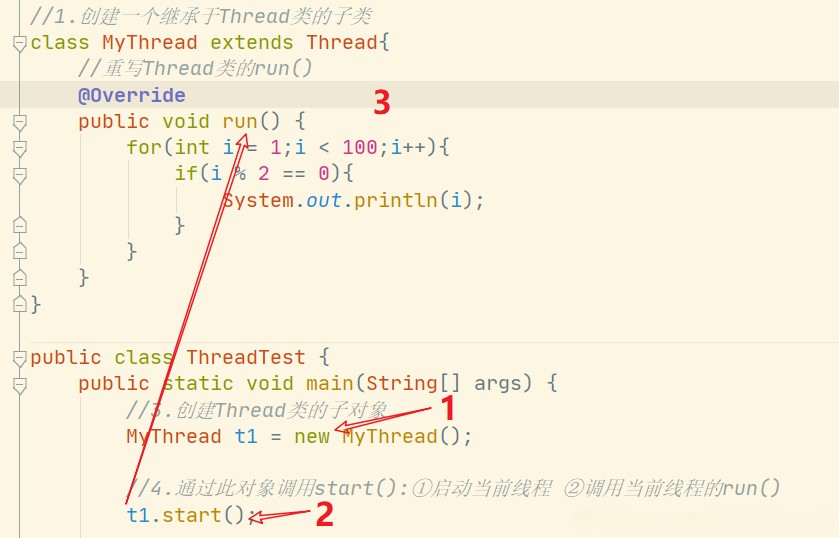 //1.创建一个继承于Thread类的子类
class MyThread extends Thread{
//重写Thread类的run()
@Override
3
public void run() {
for(int i = 1;i < 100;i++){
if(i % 2 == 0){
System.out.println(i);
}
}
}
}
public class ThreadTest {
public static void main(String[] args) {
//3.创建Thread类的子对象
1
MyThread t1 = new MyThread();
//4.通过此对象调用start():①启动当前线程 ②调用当前线程的run()
t1.start();
2